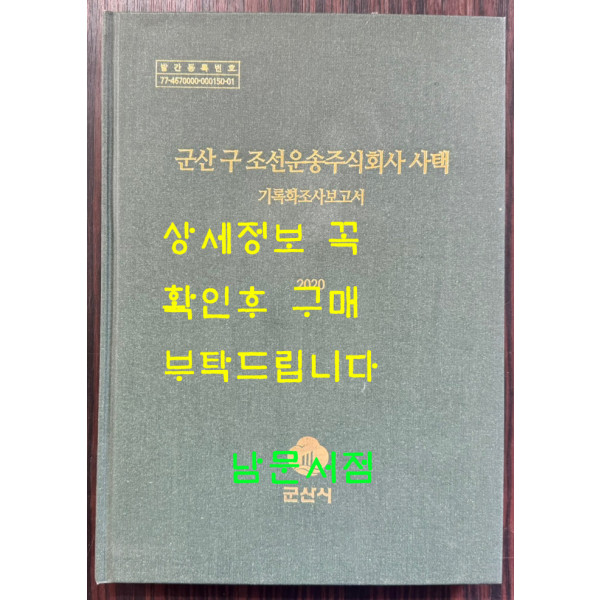 발간등록번호
77-4670000-000150-01
군산 구 조선운송주식회사 사택
기록화조사보고서
상세정보 꼭
2020
확인후 구매
부탁드립니다
남문서점
군산시